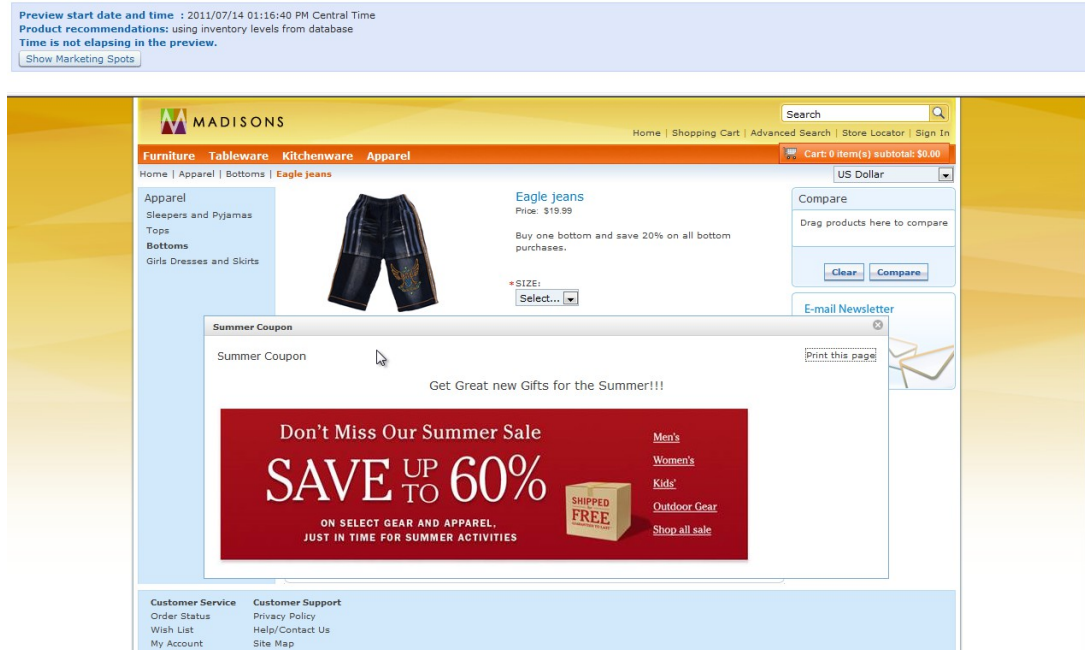 Preview start date and time : 2011/07/14 01:16:40 PM Central Time
Product recommendations: using inventory levels from database
Time is not elapsing in the preview.
Show Marketing Spots
MADISONS
Search
Home | Shopping Cart | Advanced Search | Store Locator | Sign In
Furniture Tableware Kitchenware Apparel
Cart: 0 item(s) subtotal: $0.00
Home | Apparel | Bottoms | Eagle jeans
US Dollar
Apparel
Sleepers and Pyjamas
Tops
Bottoms
Girls Dresses and Skirts
Eagle jeans
Price: $19.99
Buy one bottom and save 20% on all bottom
purchases.
*SIZE:
Select...
Compare
Drag products here to compare
Clear Compare
E-mail Newsletter
Summer Coupon
Summer Coupon
Print this page
Get Great new Gifts for the Summer!!!
Don't Miss Our Summer Sale
SAVE UP TO 60%
ON SELECT GEAR AND APPAREL,
JUST IN TIME FOR SUMMER ACTIVITIES
SHIPPED
FREE
Men's
Women's
Kids'
Outdoor Gear
Shop all sale
Customer Service
Order Status
Wish List
My Account
Customer Support
Privacy Policy
Help/Contact Us
Site Map